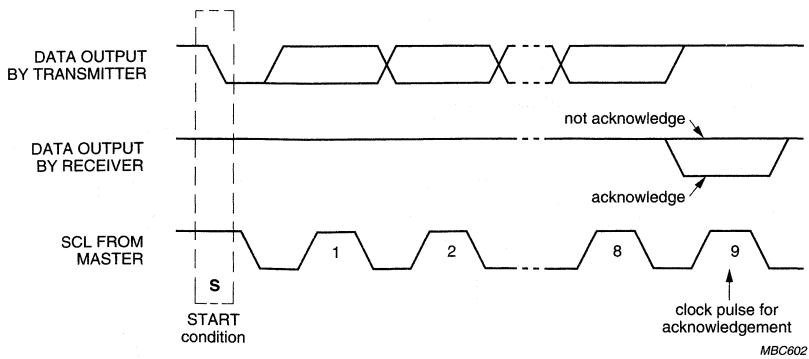 DATA OUTPUT
BY TRANSMITTER
not acknowledge
DATA OUTPUT
BY RECEIVER
acknowledge
SCL FROM
MASTER
1
2
8
9
S
START
condition
clock pulse for
acknowledgement
MBC602